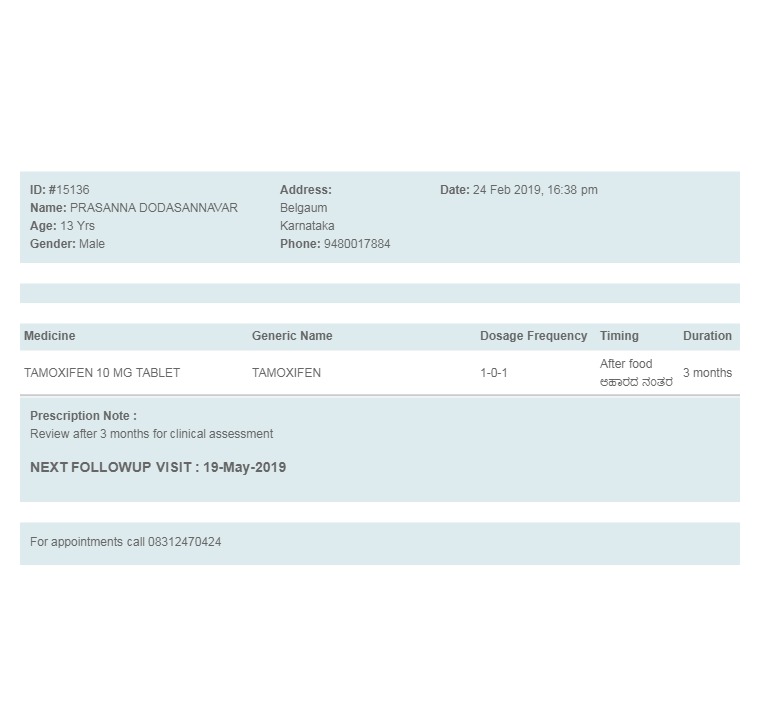 ID: #15136
Name: PRASANNA DODASANNAVAR
Age: 13 Yrs
Gender: Male
Address:
Belgaum
Karnataka
Phone: 9480017884
Date: 24 Feb 2019, 16:38 pm
Medicine Generic Name Dosage Frequency Timing Duration
TAMOXIFEN 10 MG TABLET TAMOXIFEN 1-0-1 After food 3 months
ಆಹಾರದ ನಂತರ
Prescription Note :
Review after 3 months for clinical assessment
NEXT FOLLOWUP VISIT : 19-May-2019
For appointments call 08312470424